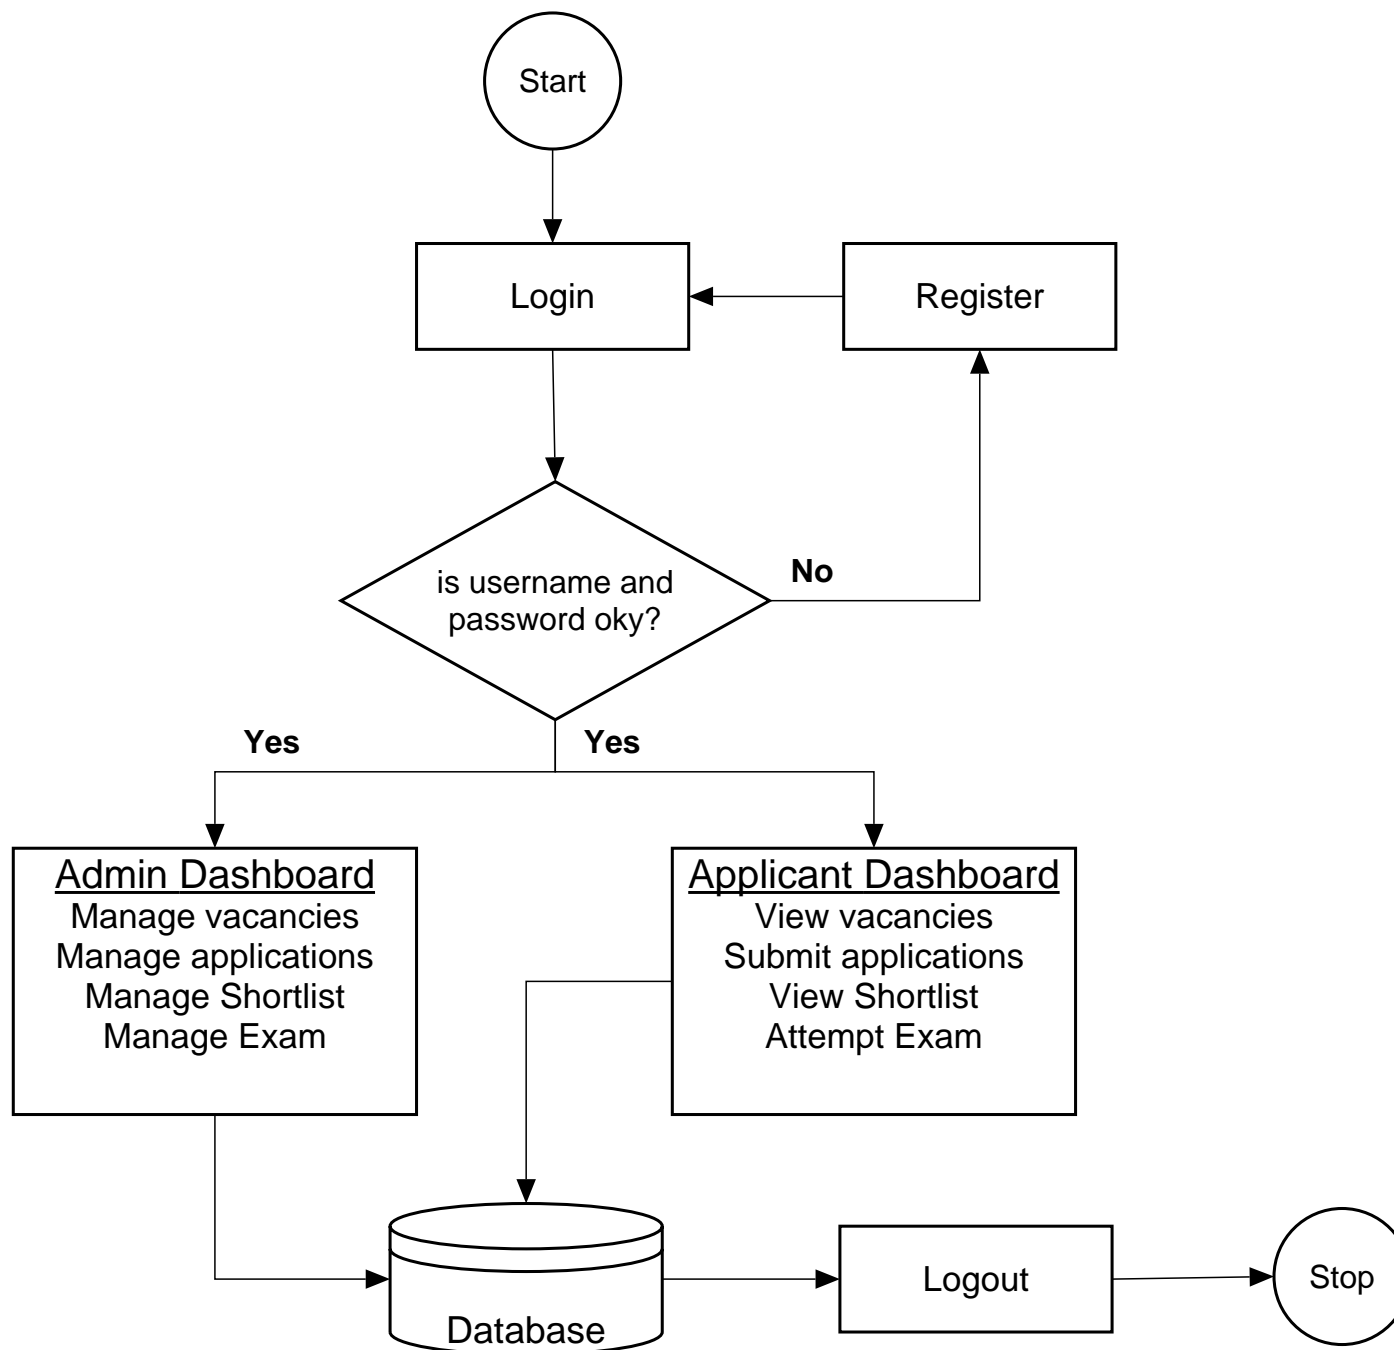 Start
Login
Register
is username and
password oky?
No
Yes
Yes
Admin Dashboard
Manage vacancies
Manage applications
Manage Shortlist
Manage Exam
Applicant Dashboard
View vacancies
Submit applications
View Shortlist
Attempt Exam
Database
Logout
Stop